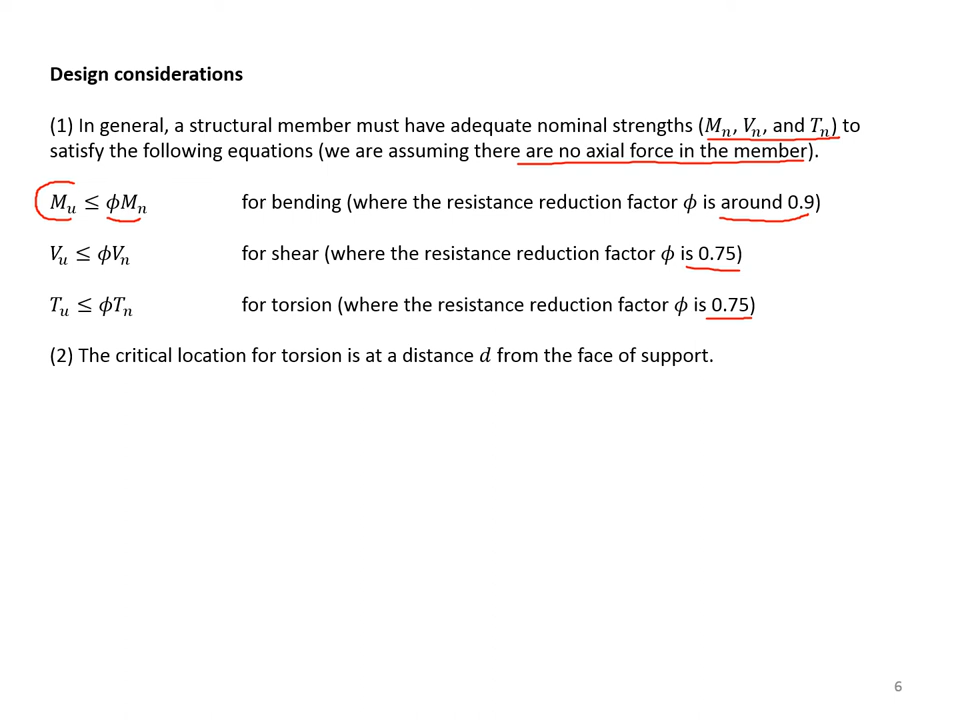 Design considerations
(1) In general, a structural member must have adequate nominal strengths (Mₙ, Vₙ, and Tₙ) to
satisfy the following equations (we are assuming there are no axial force in the member).
Mᵤ ≤ ϕMₙ for bending (where the resistance reduction factor ϕ is around 0.9)
Vᵤ ≤ ϕVₙ for shear (where the resistance reduction factor ϕ is 0.75)
Tᵤ ≤ ϕTₙ for torsion (where the resistance reduction factor ϕ is 0.75)
(2) The critical location for torsion is at a distance d from the face of support.
6